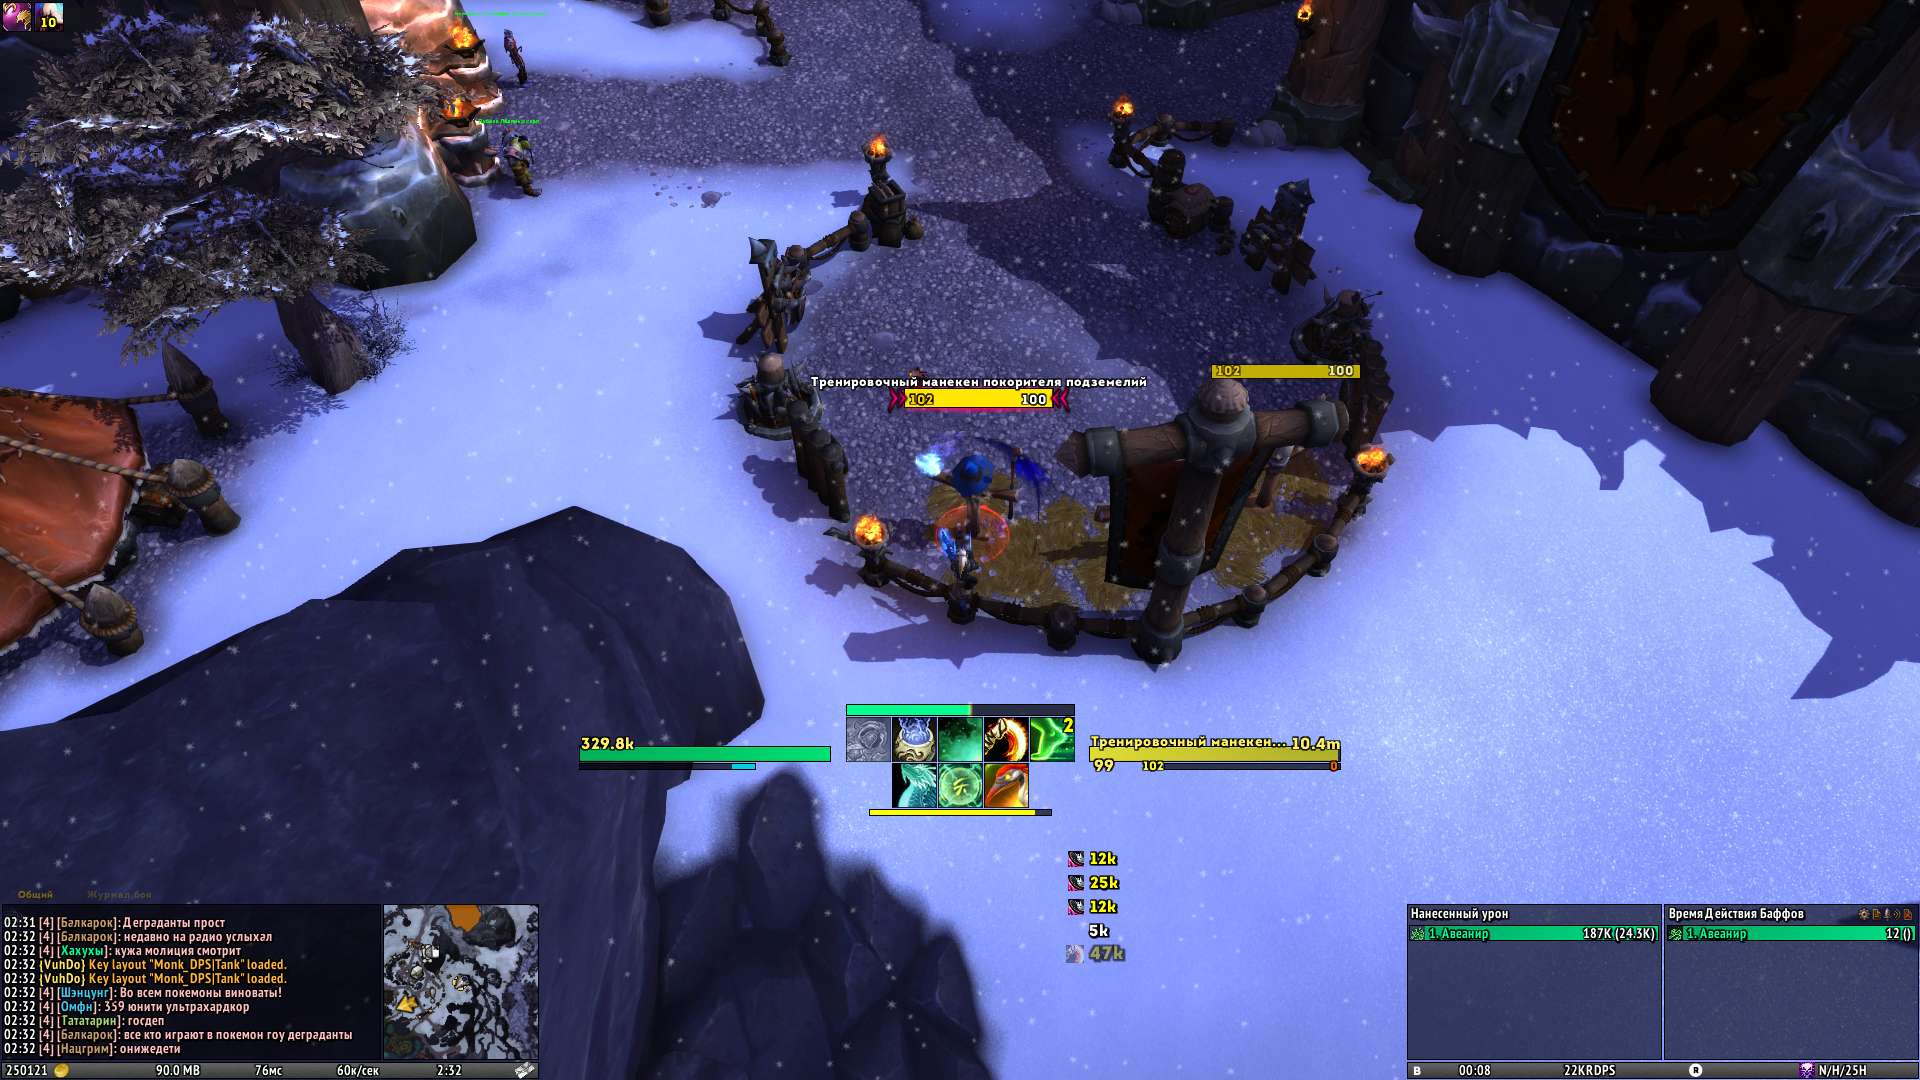 10
Тренировочный манекен покорителя подземелий
102 100
102 100
329.8k
2
Тренировочный манекен... 10.4m
99 102 0
12k
25k
12k
5k
47k
Общий Журнал боя
02:31 [4] [Балкарок]: Деграданты прост
02:32 [4] [Балкарок]: недавно на радио услыхал
02:32 [4] [Хахухы]: кужа молиция смотрит
02:32 {VuhDo} Key layout "Monk_DPS|Tank" loaded.
02:32 {VuhDo} Key layout "Monk_DPS|Tank" loaded.
02:32 [4] [Шэнцунг]: Во всем покемоны виноваты!
02:32 [4] [Омфн]: 359 юнити ультрахардкор
02:32 [4] [Тататарин]: госдеп
02:32 [4] [Балкарок]: все кто играют в покемон гоу деграданты
02:32 [4] [Нацгрим]: онижедети
250121 90.0 MB 76мс 60к/сек 2:32
Нанесенный урон
1. Авеанир 187K (24.3K)
Время Действия Баффов
1. Авеанир 12 ()
B 00:08 22KRDPS R N/H/25H